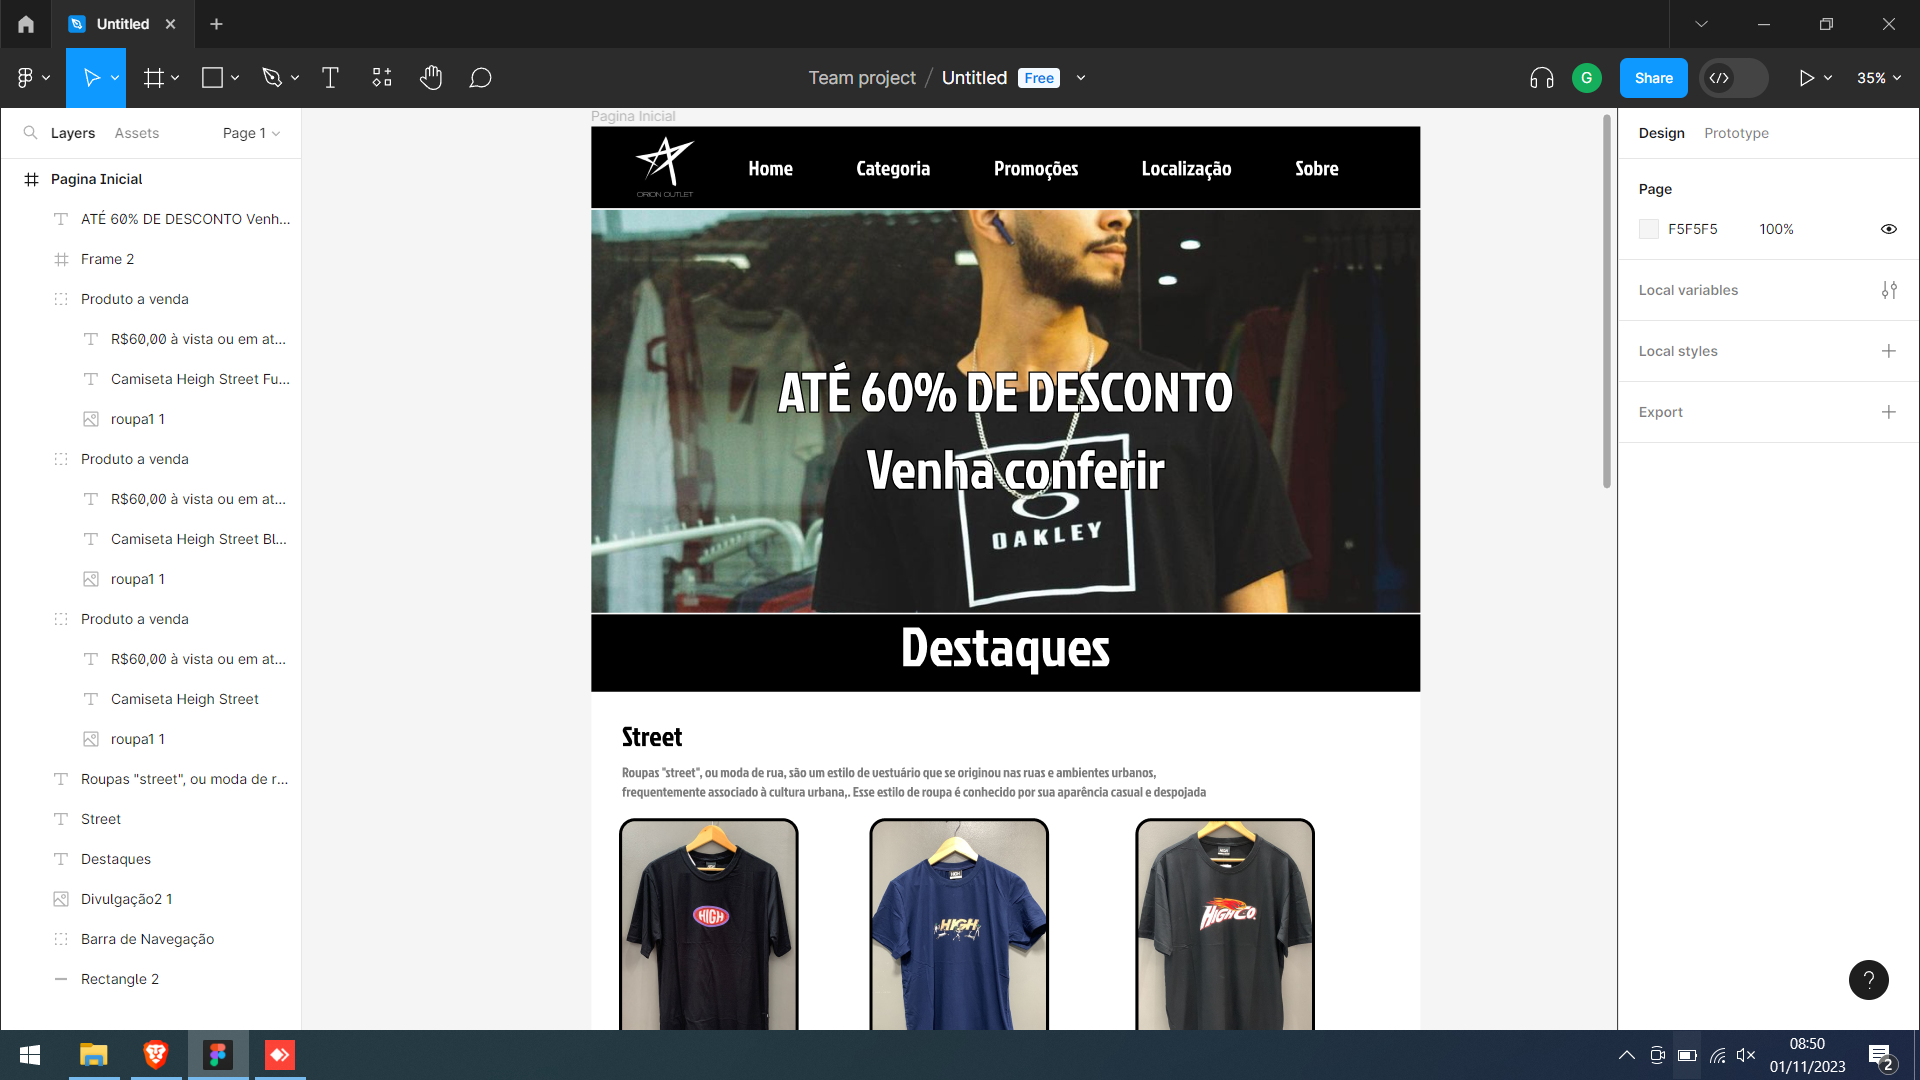 Untitled
Team project / Untitled Free
G
Share
35%
Layers Assets Page 1
Pagina Inicial
ATÉ 60% DE DESCONTO Venh...
Frame 2
Produto a venda
R$60,00 à vista ou em at...
Camiseta Heigh Street Fu...
roupa1 1
Produto a venda
R$60,00 à vista ou em at...
Camiseta Heigh Street Bl...
roupa1 1
Produto a venda
R$60,00 à vista ou em at...
Camiseta Heigh Street
roupa1 1
Roupas "street", ou moda de r...
Street
Destaques
Divulgação2 1
Barra de Navegação
Rectangle 2
Pagina Inicial
ORION OUTLET
Home Categoria Promoções Localização Sobre
ATÉ 60% DE DESCONTO
Venha conferir
OAKLEY
Destaques
Street
Roupas "street", ou moda de rua, são um estilo de vestuário que se originou nas ruas e ambientes urbanos,
frequentemente associado à cultura urbana,. Esse estilo de roupa é conhecido por sua aparência casual e despojada
HIGH
HIGH
HIGH CO.
Design Prototype
Page
F5F5F5 100%
Local variables
Local styles
Export
?
08:50
01/11/2023
2